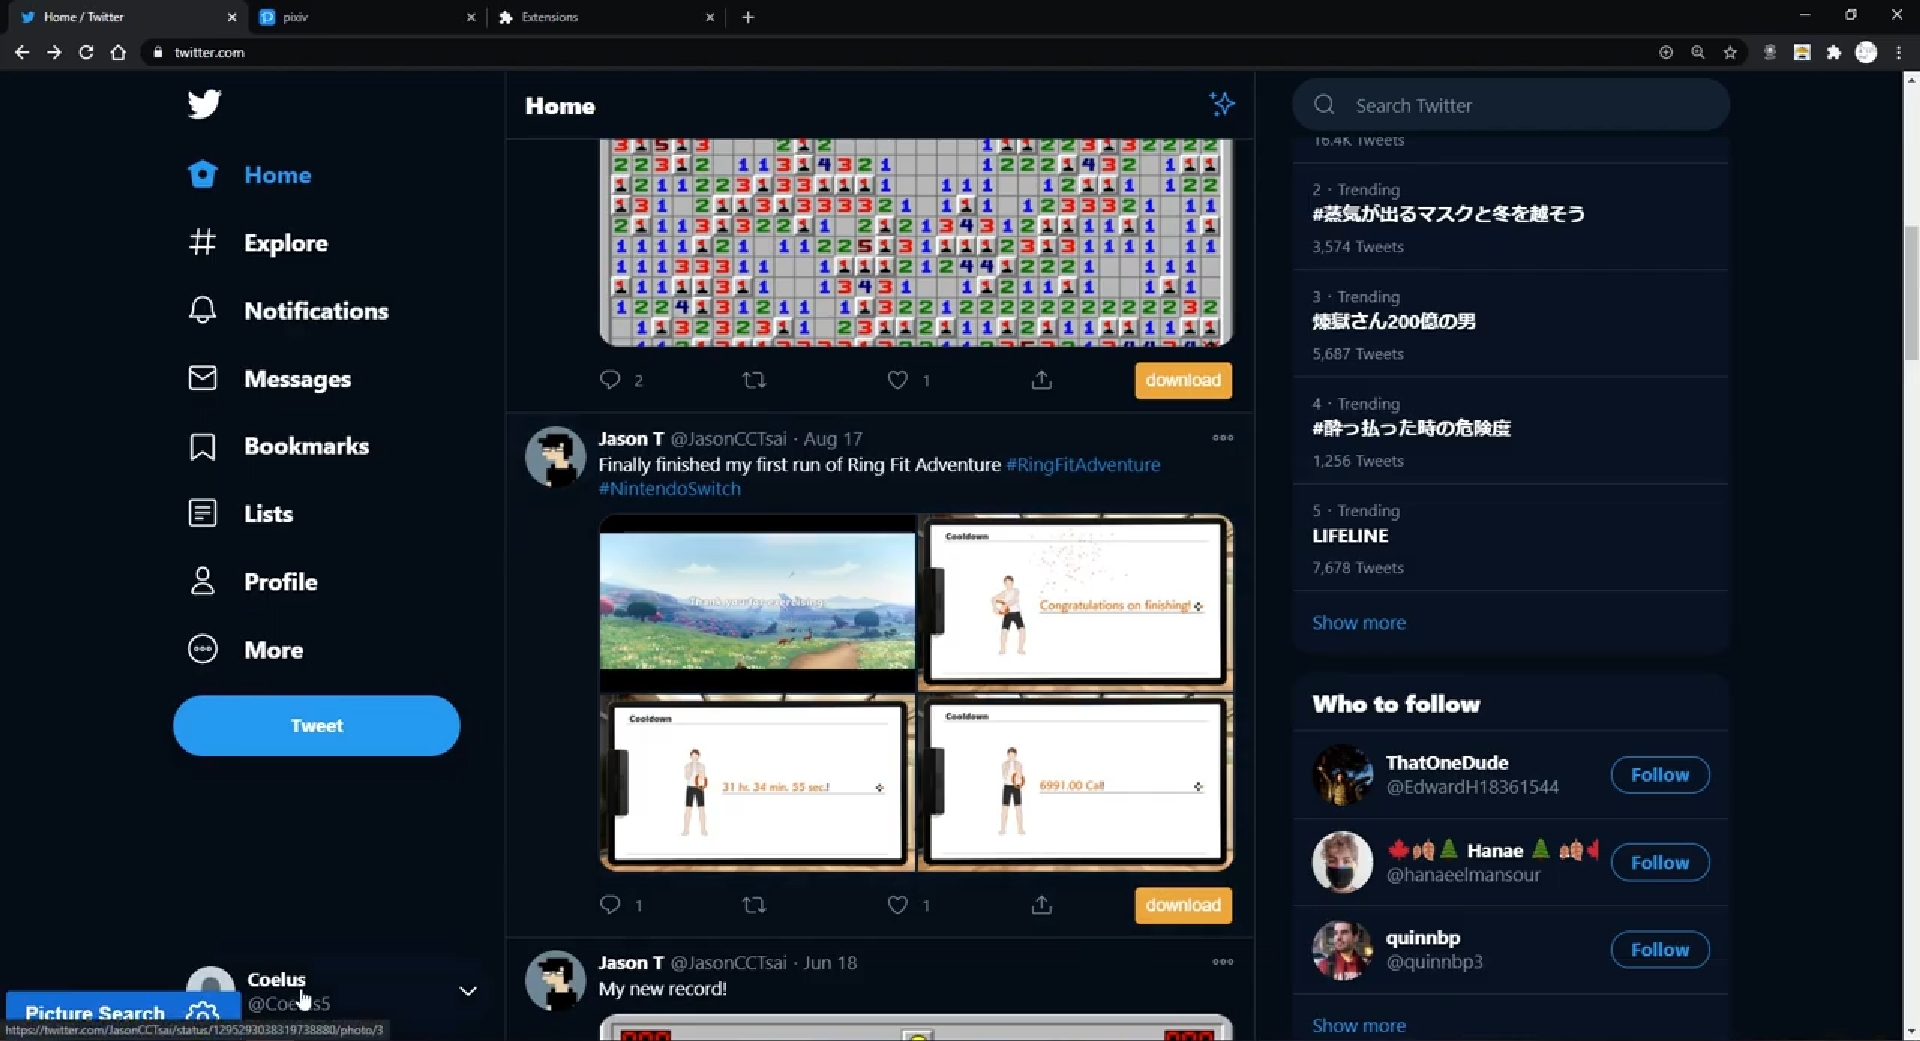 Home / Twitter
pixiv
Extensions
twitter.com
Home
Explore
Notifications
Messages
Bookmarks
Lists
Profile
More
Tweet
Coelus
Picture Search
https://twitter.com/JasonCCTsai/status/1295293038319738880/photo/3
Home
2
1
download
Jason T @JasonCCTsai · Aug 17
Finally finished my first run of Ring Fit Adventure #RingFitAdventure
#NintendoSwitch
Thank you for exercising!
Cooldown
Congratulations on finishing!
Cooldown
31 hr. 34 min. 55 sec.!
Cooldown
6991.00 Cal!
1
1
download
Jason T @JasonCCTsai · Jun 18
My new record!
Search Twitter
16.4K Tweets
2 · Trending
#蒸気が出るマスクと冬を越そう
3,574 Tweets
3 · Trending
煉獄さん200億の男
5,687 Tweets
4 · Trending
#酔っ払った時の危険度
1,256 Tweets
5 · Trending
LIFELINE
7,678 Tweets
Show more
Who to follow
ThatOneDude
@EdwardH18361544
Follow
Hanae
@hanaeelmansour
Follow
quinnbp
@quinnbp3
Follow
Show more